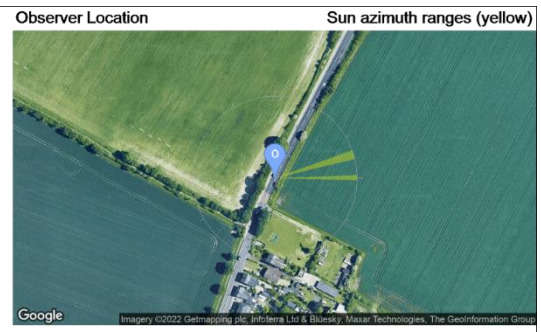 Observer Location
Sun azimuth ranges (yellow)
O
Google
Imagery ©2022 Getmapping plc, Infoterra Ltd & Bluesky, Maxar Technologies, The GeoInformation Group